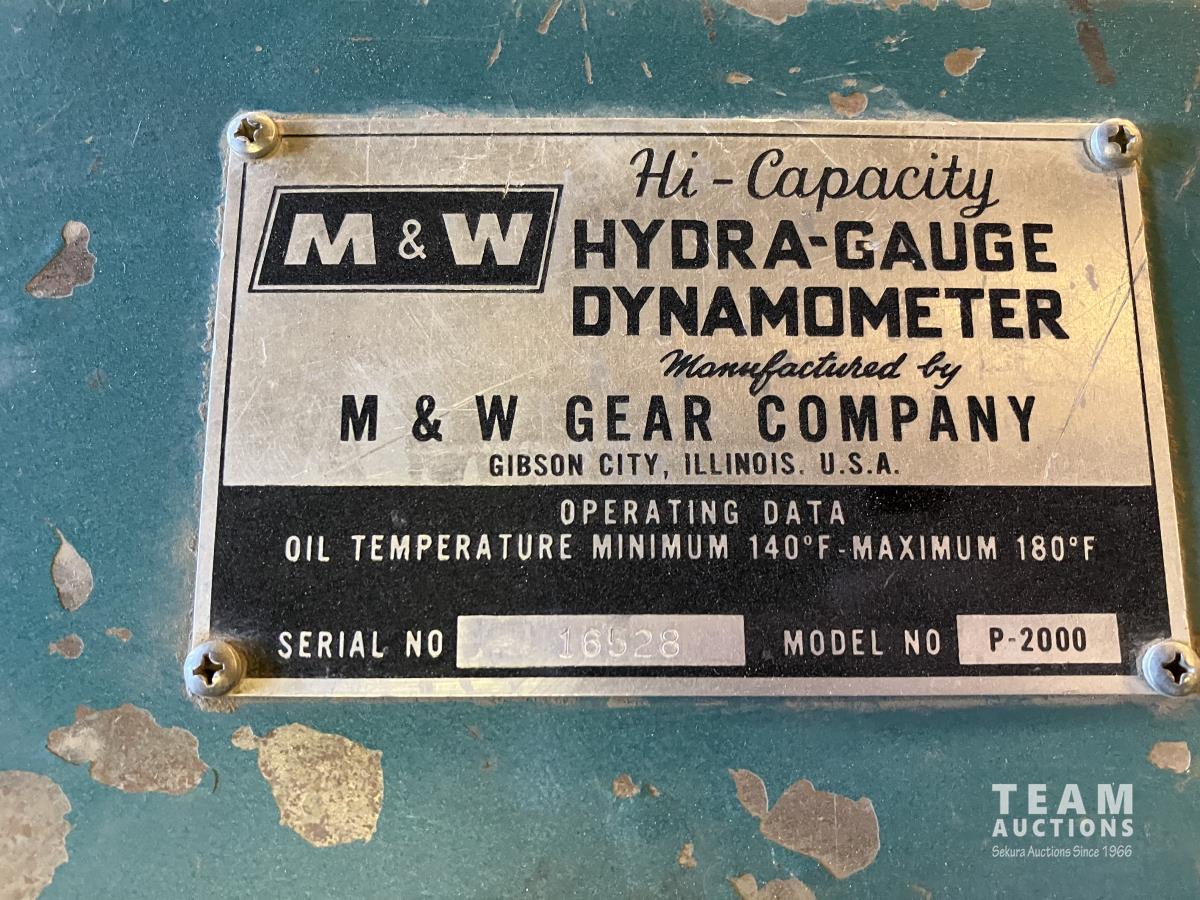 Hi-Capacity
M & W
HYDRA-GAUGE
DYNAMOMETER
Manufactured by
M & W GEAR COMPANY
GIBSON CITY, ILLINOIS. U.S.A.
OPERATING DATA
OIL TEMPERATURE MINIMUM 140°F-MAXIMUM 180°F
SERIAL NO 16528 MODEL NO P-2000
TEAM
AUCTIONS
Sekura Auctions Since 1966